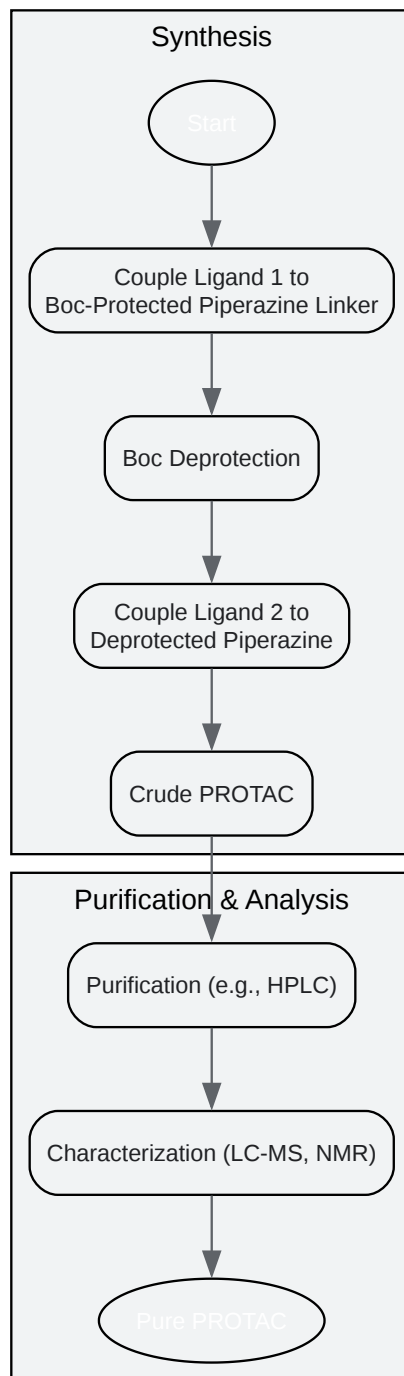 Synthesis
Start
Couple Ligand 1 to
Boc-Protected Piperazine Linker
Boc Deprotection
Couple Ligand 2 to
Deprotected Piperazine
Crude PROTAC
Purification & Analysis
Purification (e.g., HPLC)
Characterization (LC-MS, NMR)
Pure PROTAC